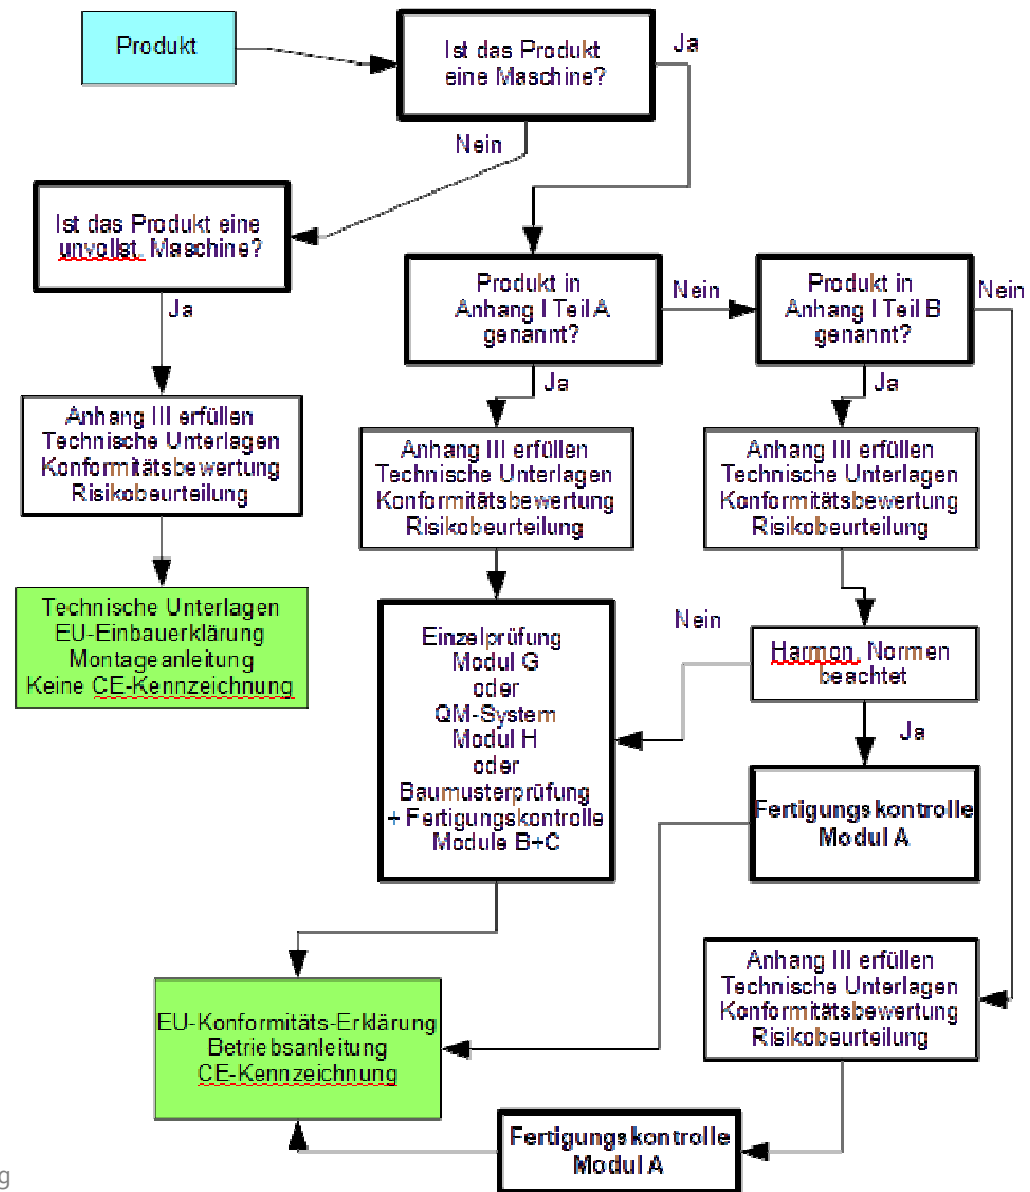 Produkt
Ist das Produkt
eine Maschine?
Ja
Nein
Ist das Produkt eine
unvollst. Maschine?
Ja
Produkt in
Anhang I Teil A
genannt?
Nein
Produkt in
Anhang I Teil B
genannt?
Nein
Ja
Ja
Anhang III erfüllen
Technische Unterlagen
Konformitätsbewertung
Risikobeurteilung
Anhang III erfüllen
Technische Unterlagen
Konformitätsbewertung
Risikobeurteilung
Anhang III erfüllen
Technische Unterlagen
Konformitätsbewertung
Risikobeurteilung
Technische Unterlagen
EU-Einbauerklärung
Montageanleitung
Keine CE-Kennzeichnung
Einzelprüfung
Modul G
oder
QM-System
Modul H
oder
Baumusterprüfung
+ Fertigungskontrolle
Module B+C
Nein
Harmon. Normen
beachtet
Ja
Fertigungskontrolle
Modul A
Anhang III erfüllen
Technische Unterlagen
Konformitätsbewertung
Risikobeurteilung
EU-Konformitäts-Erklärung
Betriebsanleitung
CE-Kennzeichnung
Fertigungskontrolle
Modul A
g